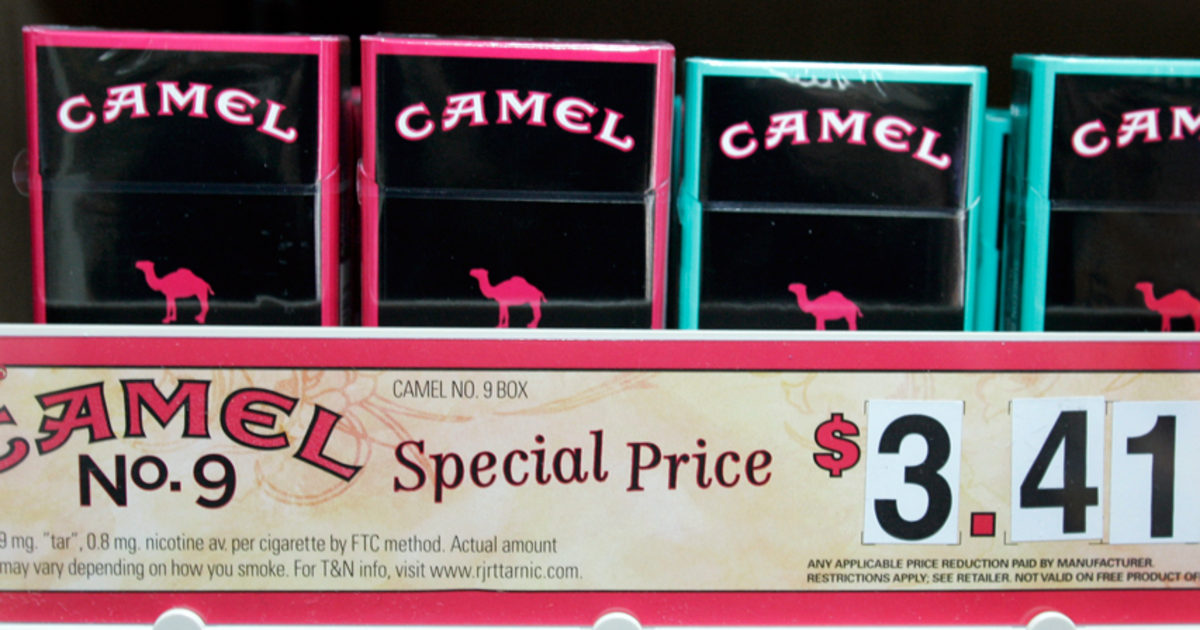 CAMEL CAMEL CAMEL CAM
CAMEL
No. 9
CAMEL NO. 9 BOX
Special Price
$3.41
9 mg. "tar", 0.8 mg. nicotine av. per cigarette by FTC method. Actual amount
may vary depending on how you smoke. For T&N info, visit www.rjrttarnic.com.
ANY APPLICABLE PRICE REDUCTION PAID BY MANUFACTURER.
RESTRICTIONS APPLY; SEE RETAILER. NOT VALID ON FREE PRODUCT OF